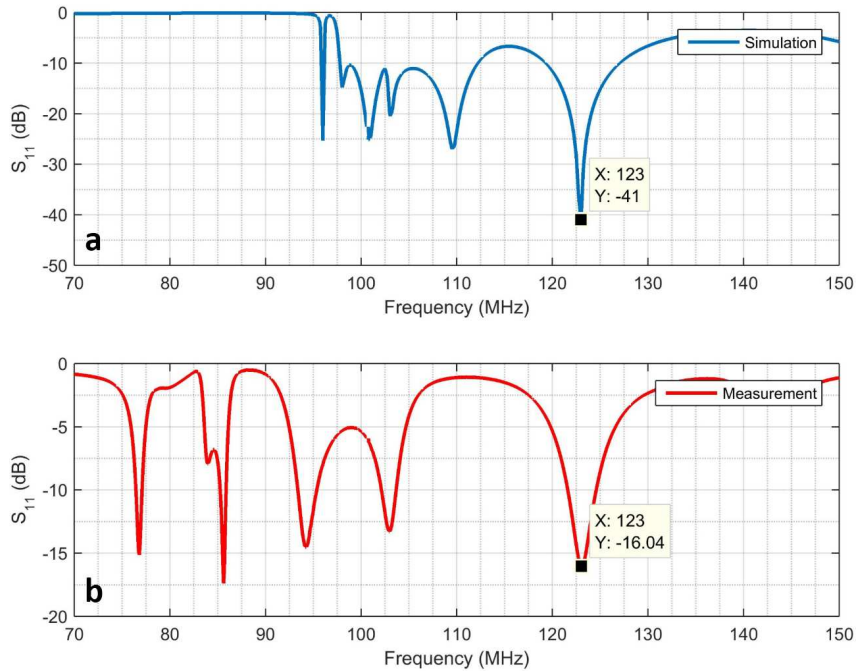 0
-10
-20
-30
-40
-50
S11 (dB)
Simulation
X: 123
Y: -41
a
70 80 90 100 110 120 130 140 150
Frequency (MHz)
0
-5
-10
-15
-20
S11 (dB)
Measurement
X: 123
Y: -16.04
b
70 80 90 100 110 120 130 140 150
Frequency (MHz)